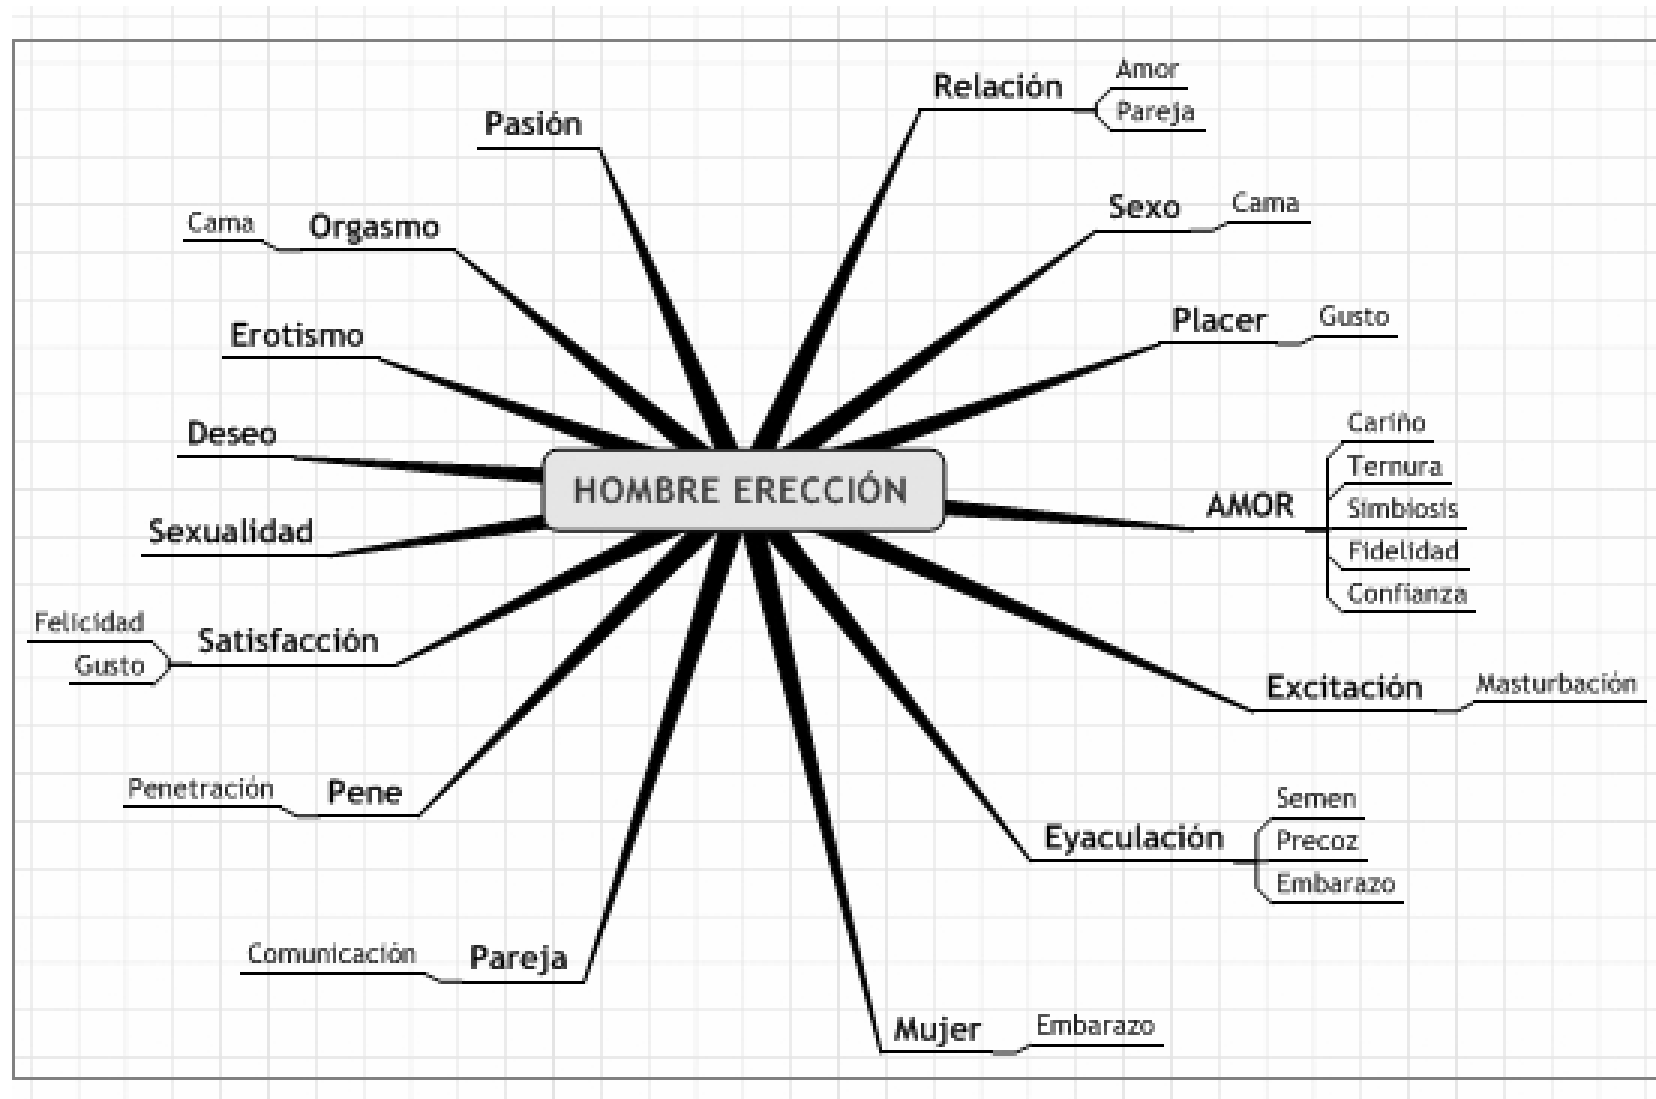 Relación
Amor
Pareja
Pasión
Sexo
Cama
Cama
Orgasmo
Placer
Gusto
Erotismo
Deseo
HOMBRE ERECCIÓN
AMOR
Cariño
Ternura
Simbiosis
Fidelidad
Confianza
Sexualidad
Felicidad
Gusto
Satisfacción
Excitación
Masturbación
Penetración
Pene
Eyaculación
Semen
Precoz
Embarazo
Comunicación
Pareja
Mujer
Embarazo